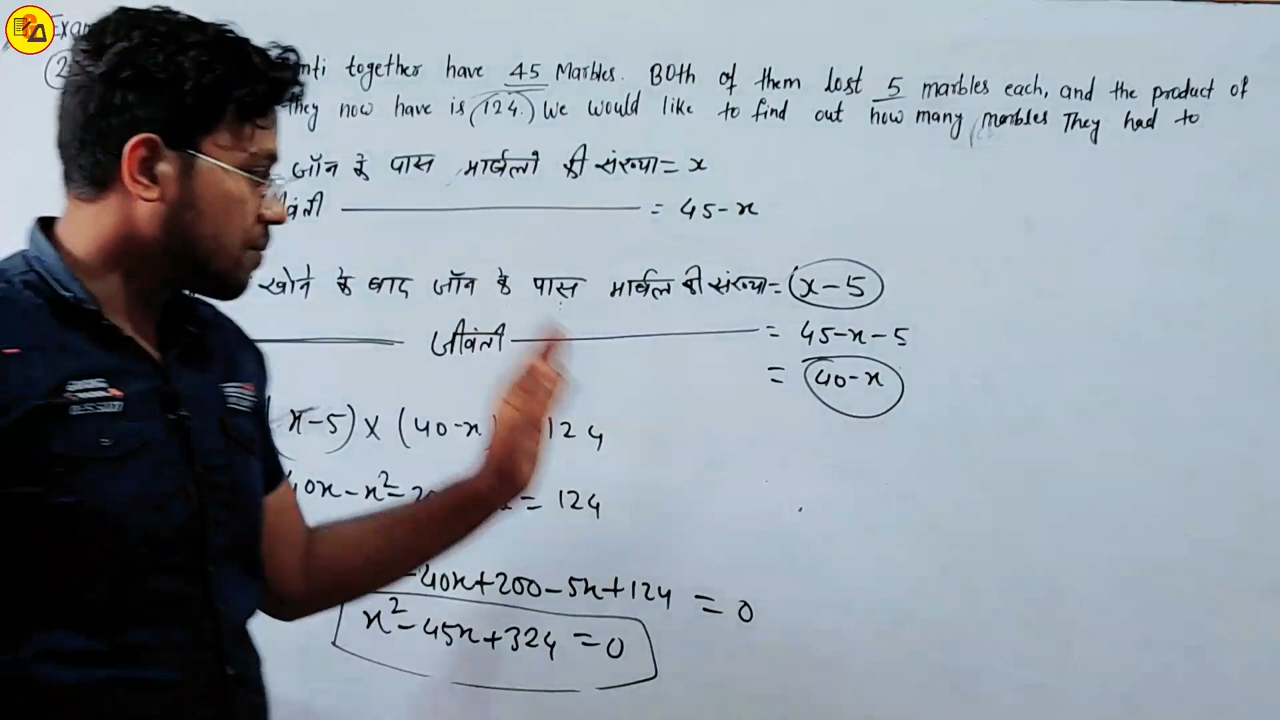 Exam
2 nti together have 45 Marbles. Both of them lost 5 marbles each, and the product of
they now have is (124.) We would like to find out how many marbles They had to
जॉन के पास मार्बलो की संख्या = x
वंती = 45-x
खोने के बाद जॉन के पास मार्बल की संख्या = (x-5)
जीवंती = 45-x-5
= 40-x
x-5) × (40-x) 124
40x - x² - = 124
- 40x + 200 - 5x + 124 = 0
x² - 45x + 324 = 0